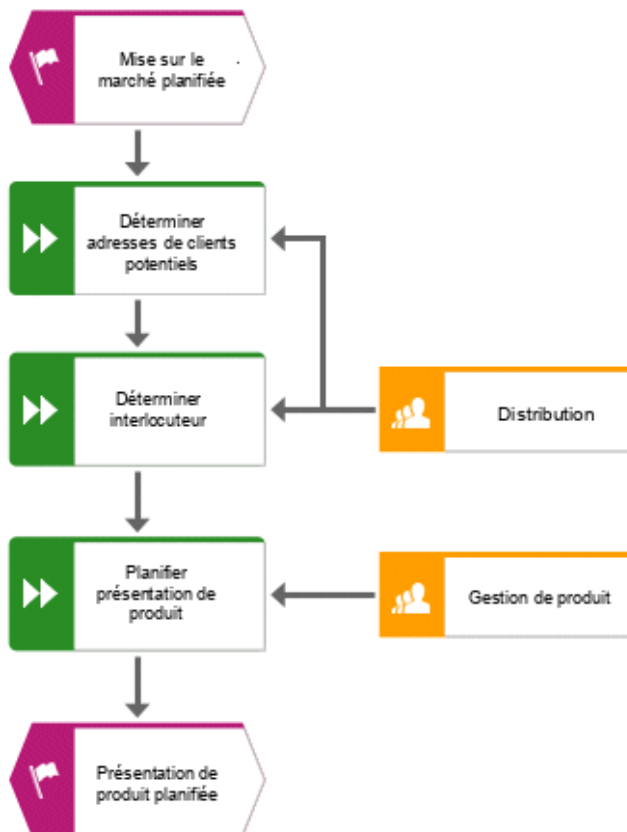 Mise sur le
marché planifiée
Déterminer
adresses de clients
potentiels
Déterminer
interlocuteur
Distribution
Planifier
présentation de
produit
Gestion de produit
Présentation de
produit planifiée